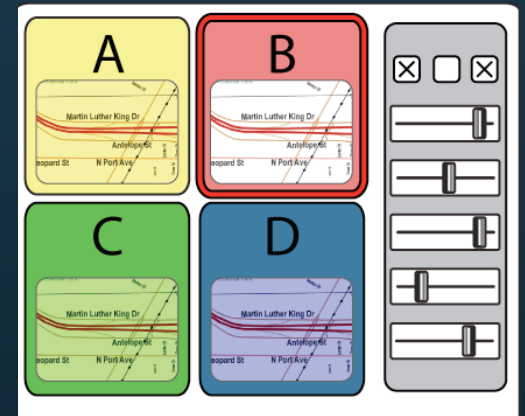 A
Martin Luther King Dr
Antelope St
eopard St N Port Ave
B
Martin Luther King Dr
Antelope St
eopard St N Port Ave
C
Martin Luther King Dr
Antelope St
eopard St N Port Ave
D
Martin Luther King Dr
Antelope St
eopard St N Port Ave